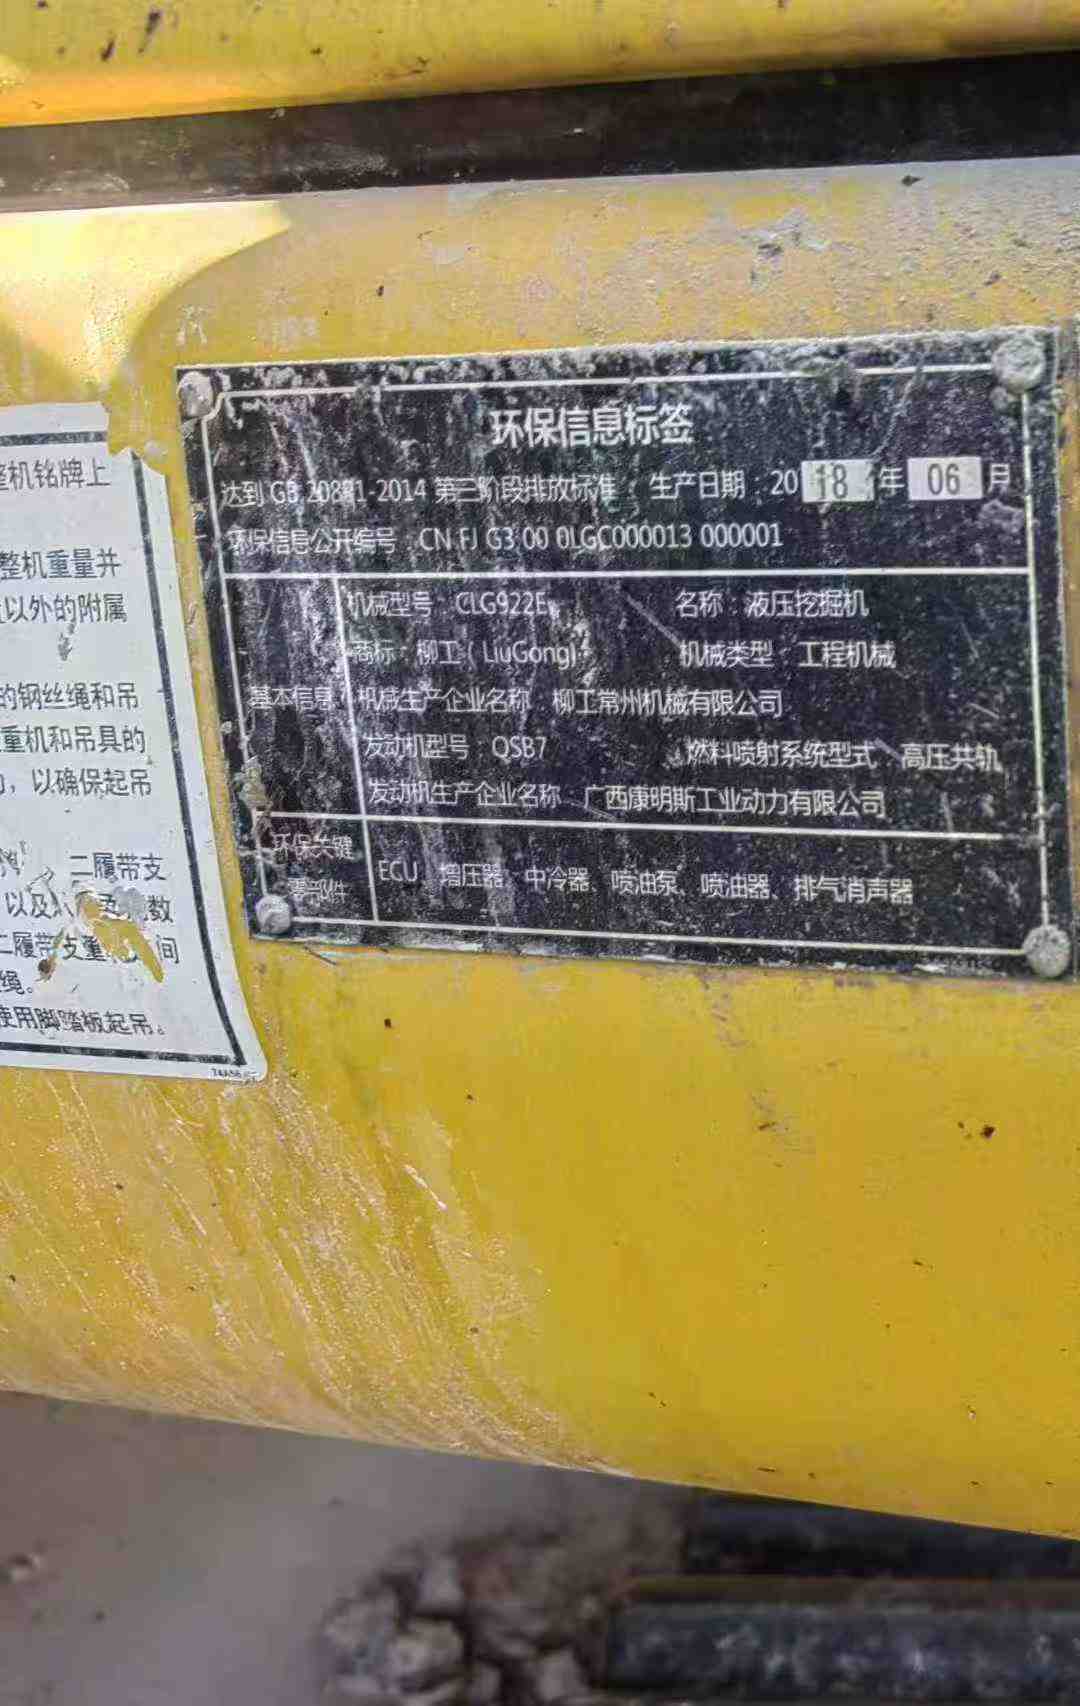 环保信息标签
达到 GB 20891-2014 第三阶段排放标准 生产日期：2018年06月
环保信息公开编号 CN FJ G3 00 0LGC000013 000001
机械型号：CLG922E 名称：液压挖掘机
商标：柳工（LiuGong） 机械类型：工程机械
基本信息 机械生产企业名称：柳工常州机械有限公司
发动机型号：QSB7 燃料喷射系统型式：高压共轨
发动机生产企业名称：广西康明斯工业动力有限公司
环保关键
零部件
ECU、增压器、中冷器、喷油泵、喷油器、排气消声器
整机铭牌上
整机重量并
以外的附属
的钢丝绳和吊
重机和吊具的
，以确保起吊
二履带支
以及 数
二履带支重 间
绳。
使用脚踏板起吊。